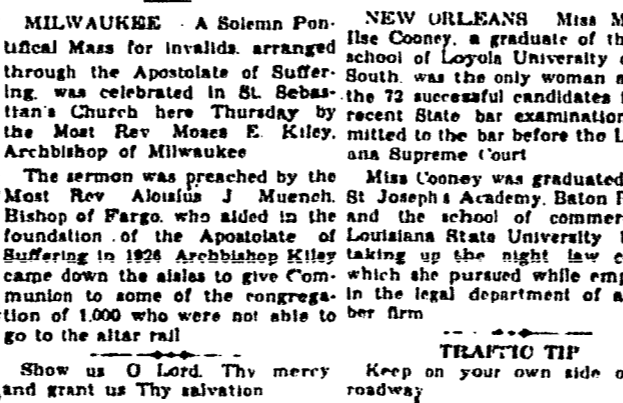 MILWAUKEE - A Solemn Pon-
tifical Mass for invalids. arranged
through the Apostolate of Suffer-
ing. was celebrated in St. Sebas-
tian's Church here Thursday by
the Most Rev Moses E. Kiley,
Archbishop of Milwaukee
The sermon was preached by the
Most Rev Aloisius J Muench.
Bishop of Fargo. who aided in the
foundation of the Apostolate of
Suffering in 1926 Archbishop Kiley
came down the aisles to give Com-
munion to some of the congrega-
tion of 1,000 who were not able to
go to the altar rail
Show us O Lord. Thy mercy
and grant us Thy salvation
NEW ORLEANS Miss
Ilse Cooney. a graduate of
school of Loyola University
South. was the only woman
the 72 successful candidates
recent State bar examination
mitted to the bar before the
ana Supreme Court
Miss Cooney was graduated
St Joseph's Academy. Baton
and the school of
Louisiana State University
taking up the night law
which she pursued while
in the legal department of
ber firm
TRAFFIC TIP
Keep on your own side
roadway